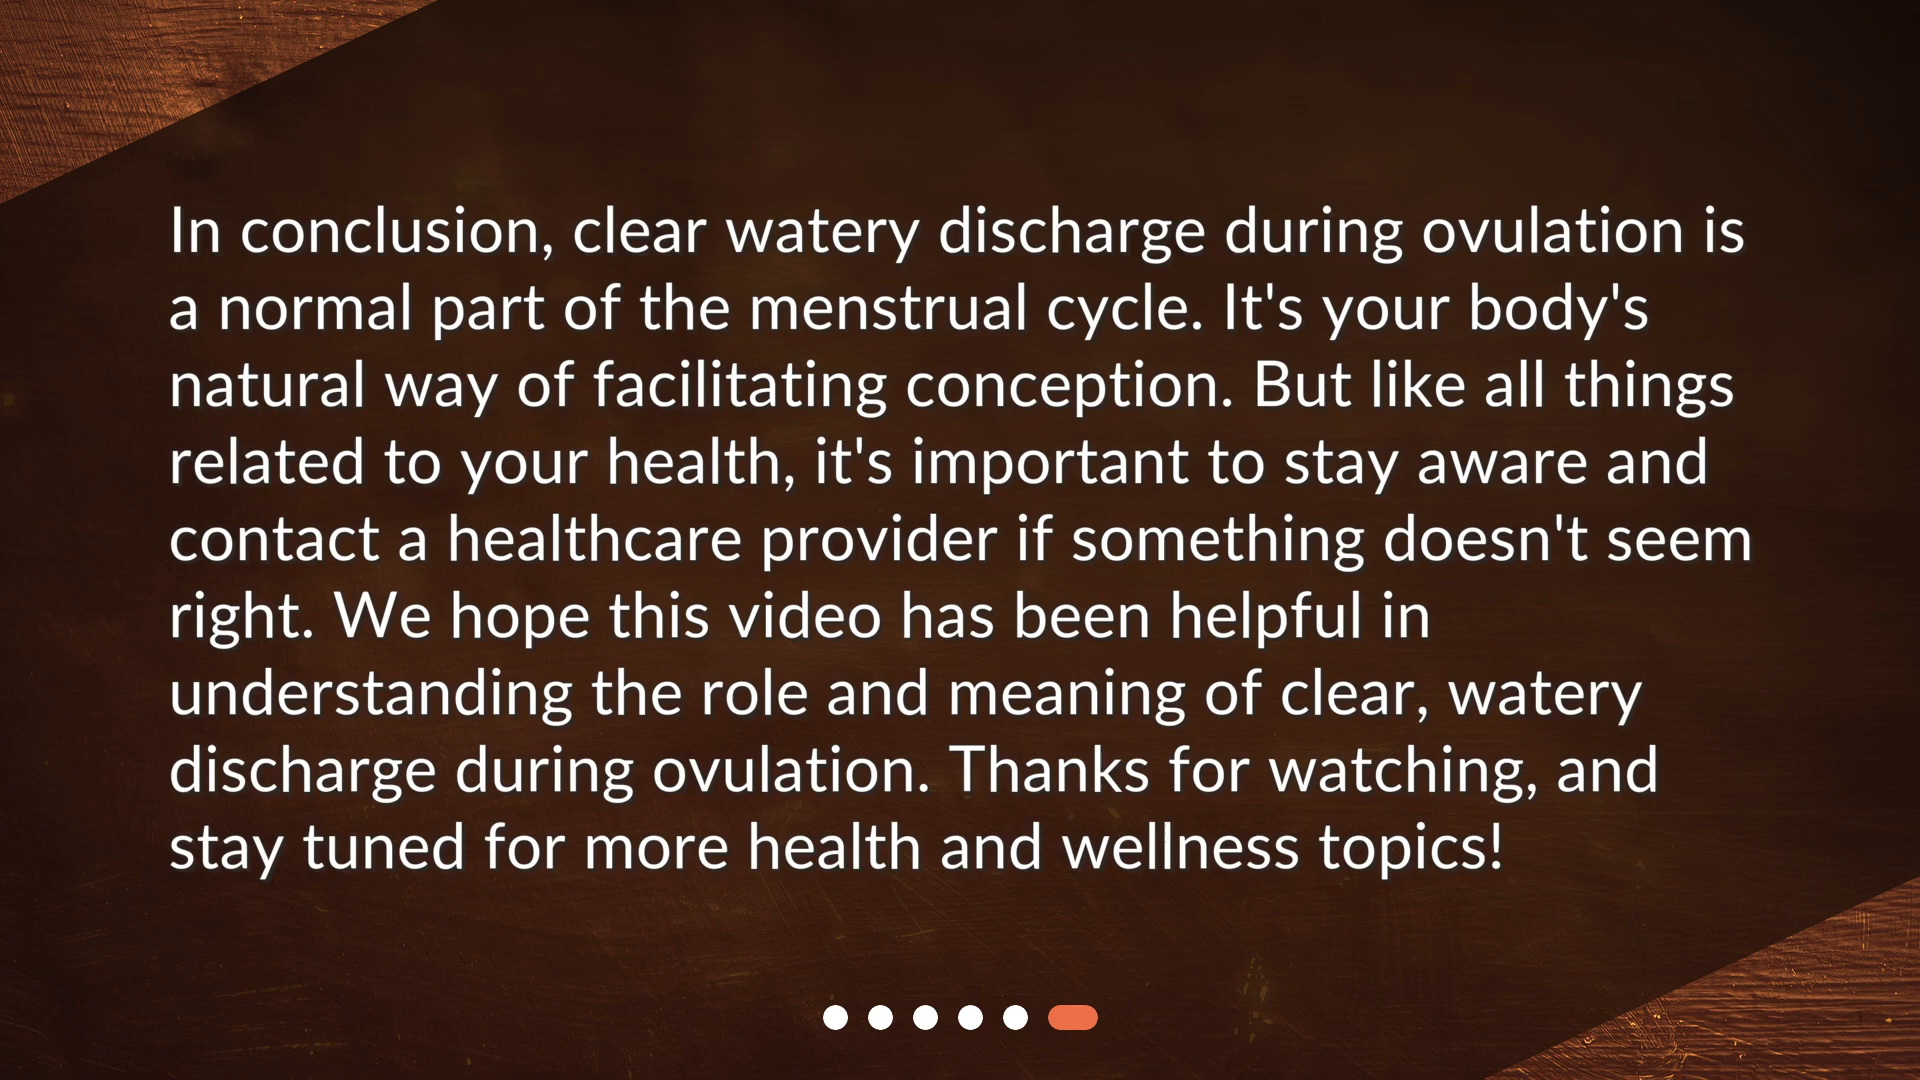 In conclusion, clear watery discharge during ovulation is
a normal part of the menstrual cycle. It's your body's
natural way of facilitating conception. But like all things
related to your health, it's important to stay aware and
contact a healthcare provider if something doesn't seem
right. We hope this video has been helpful in
understanding the role and meaning of clear, watery
discharge during ovulation. Thanks for watching, and
stay tuned for more health and wellness topics!